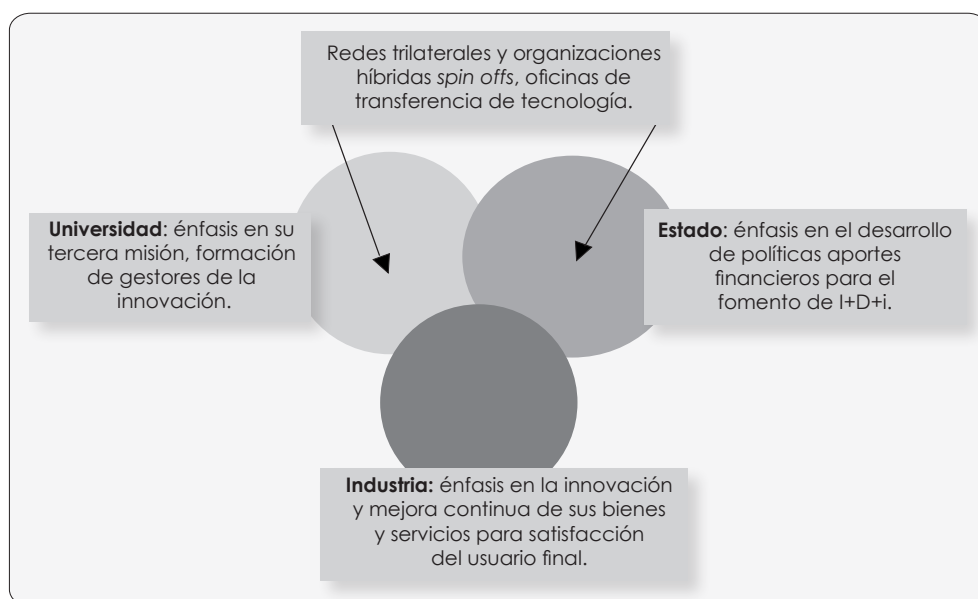 Redes trilaterales y organizaciones
híbridas spin offs, oficinas de
transferencia de tecnología.
Universidad: énfasis en su
tercera misión, formación
de gestores de la
innovación.
Estado: énfasis en el desarrollo
de políticas aportes
financieros para el
fomento de I+D+i.
Industria: énfasis en la innovación
y mejora continua de sus bienes
y servicios para satisfacción
del usuario final.